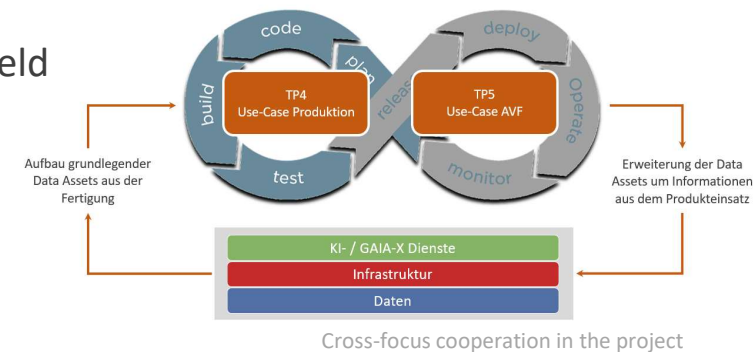 eld
code
deploy
plan
release
build
TP4
Use-Case Produktion
TP5
Use-Case AVF
Operate
test
monitor
Aufbau grundlegender
Data Assets aus der
Fertigung
Erweiterung der Data
Assets um Informationen
aus dem Produkteinsatz
KI- / GAIA-X Dienste
Infrastruktur
Daten
Cross-focus cooperation in the project